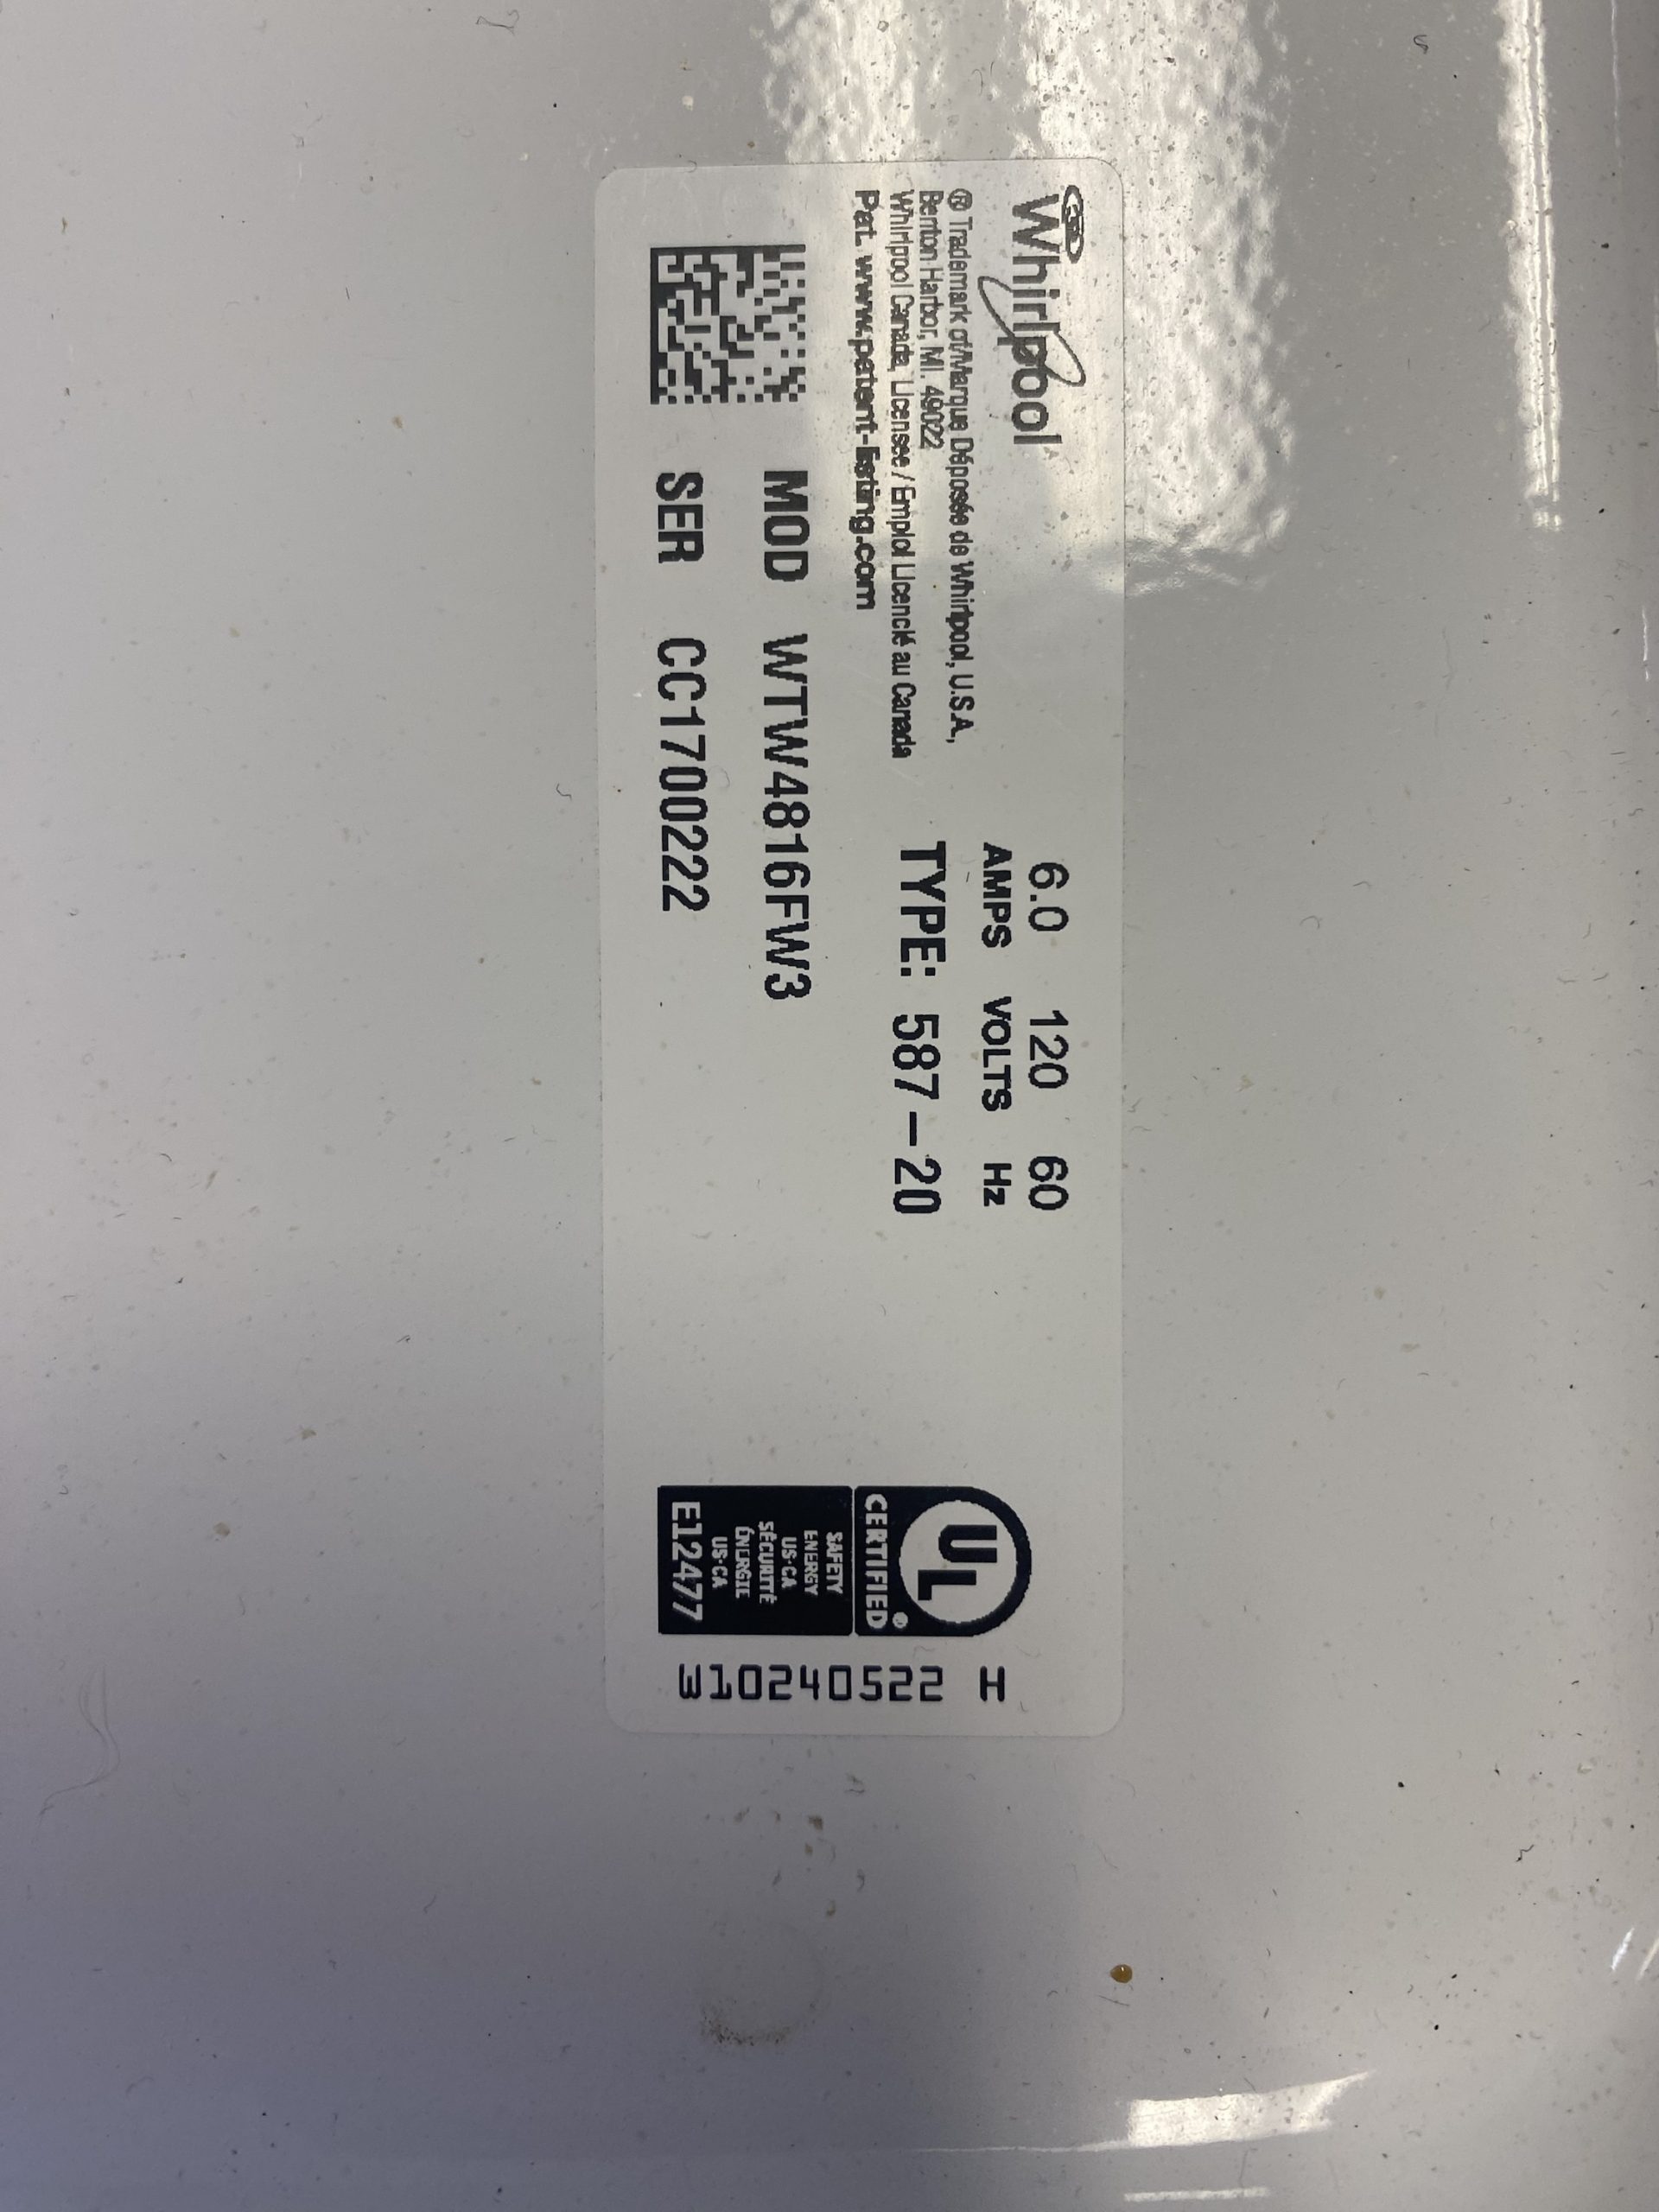 Whirlpool
® Trademark of/Marque Déposée de Whirlpool, U.S.A.,
Benton Harbor, MI. 49022
Whirlpool Canada, Licensee / Emploi Licencié au Canada
Pat. www.patent-listing.com
6.0 120 60
AMPS VOLTS Hz
TYPE: 587-20
MOD WTW4816FW3
SER CC1700222
UL
CERTIFIED®
SAFETY
ENERGY
US·CA
SÉCURITÉ
ÉNERGIE
US·CA
E12477
W10240522 H